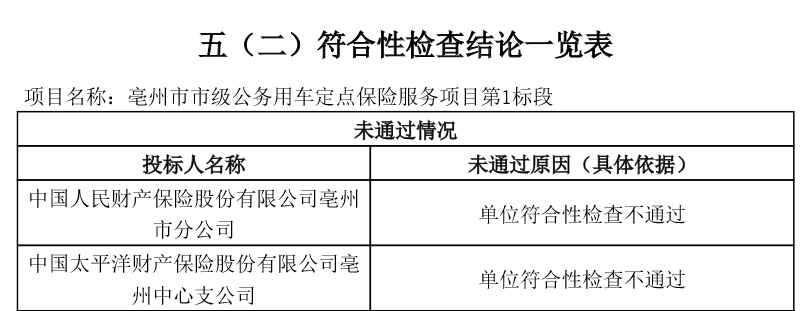 五（二）符合性检查结论一览表
项目名称：亳州市市级公务用车定点保险服务项目第1标段
未通过情况
投标人名称
未通过原因（具体依据）
中国人民财产保险股份有限公司亳州
市分公司
单位符合性检查不通过
中国太平洋财产保险股份有限公司亳
州中心支公司
单位符合性检查不通过